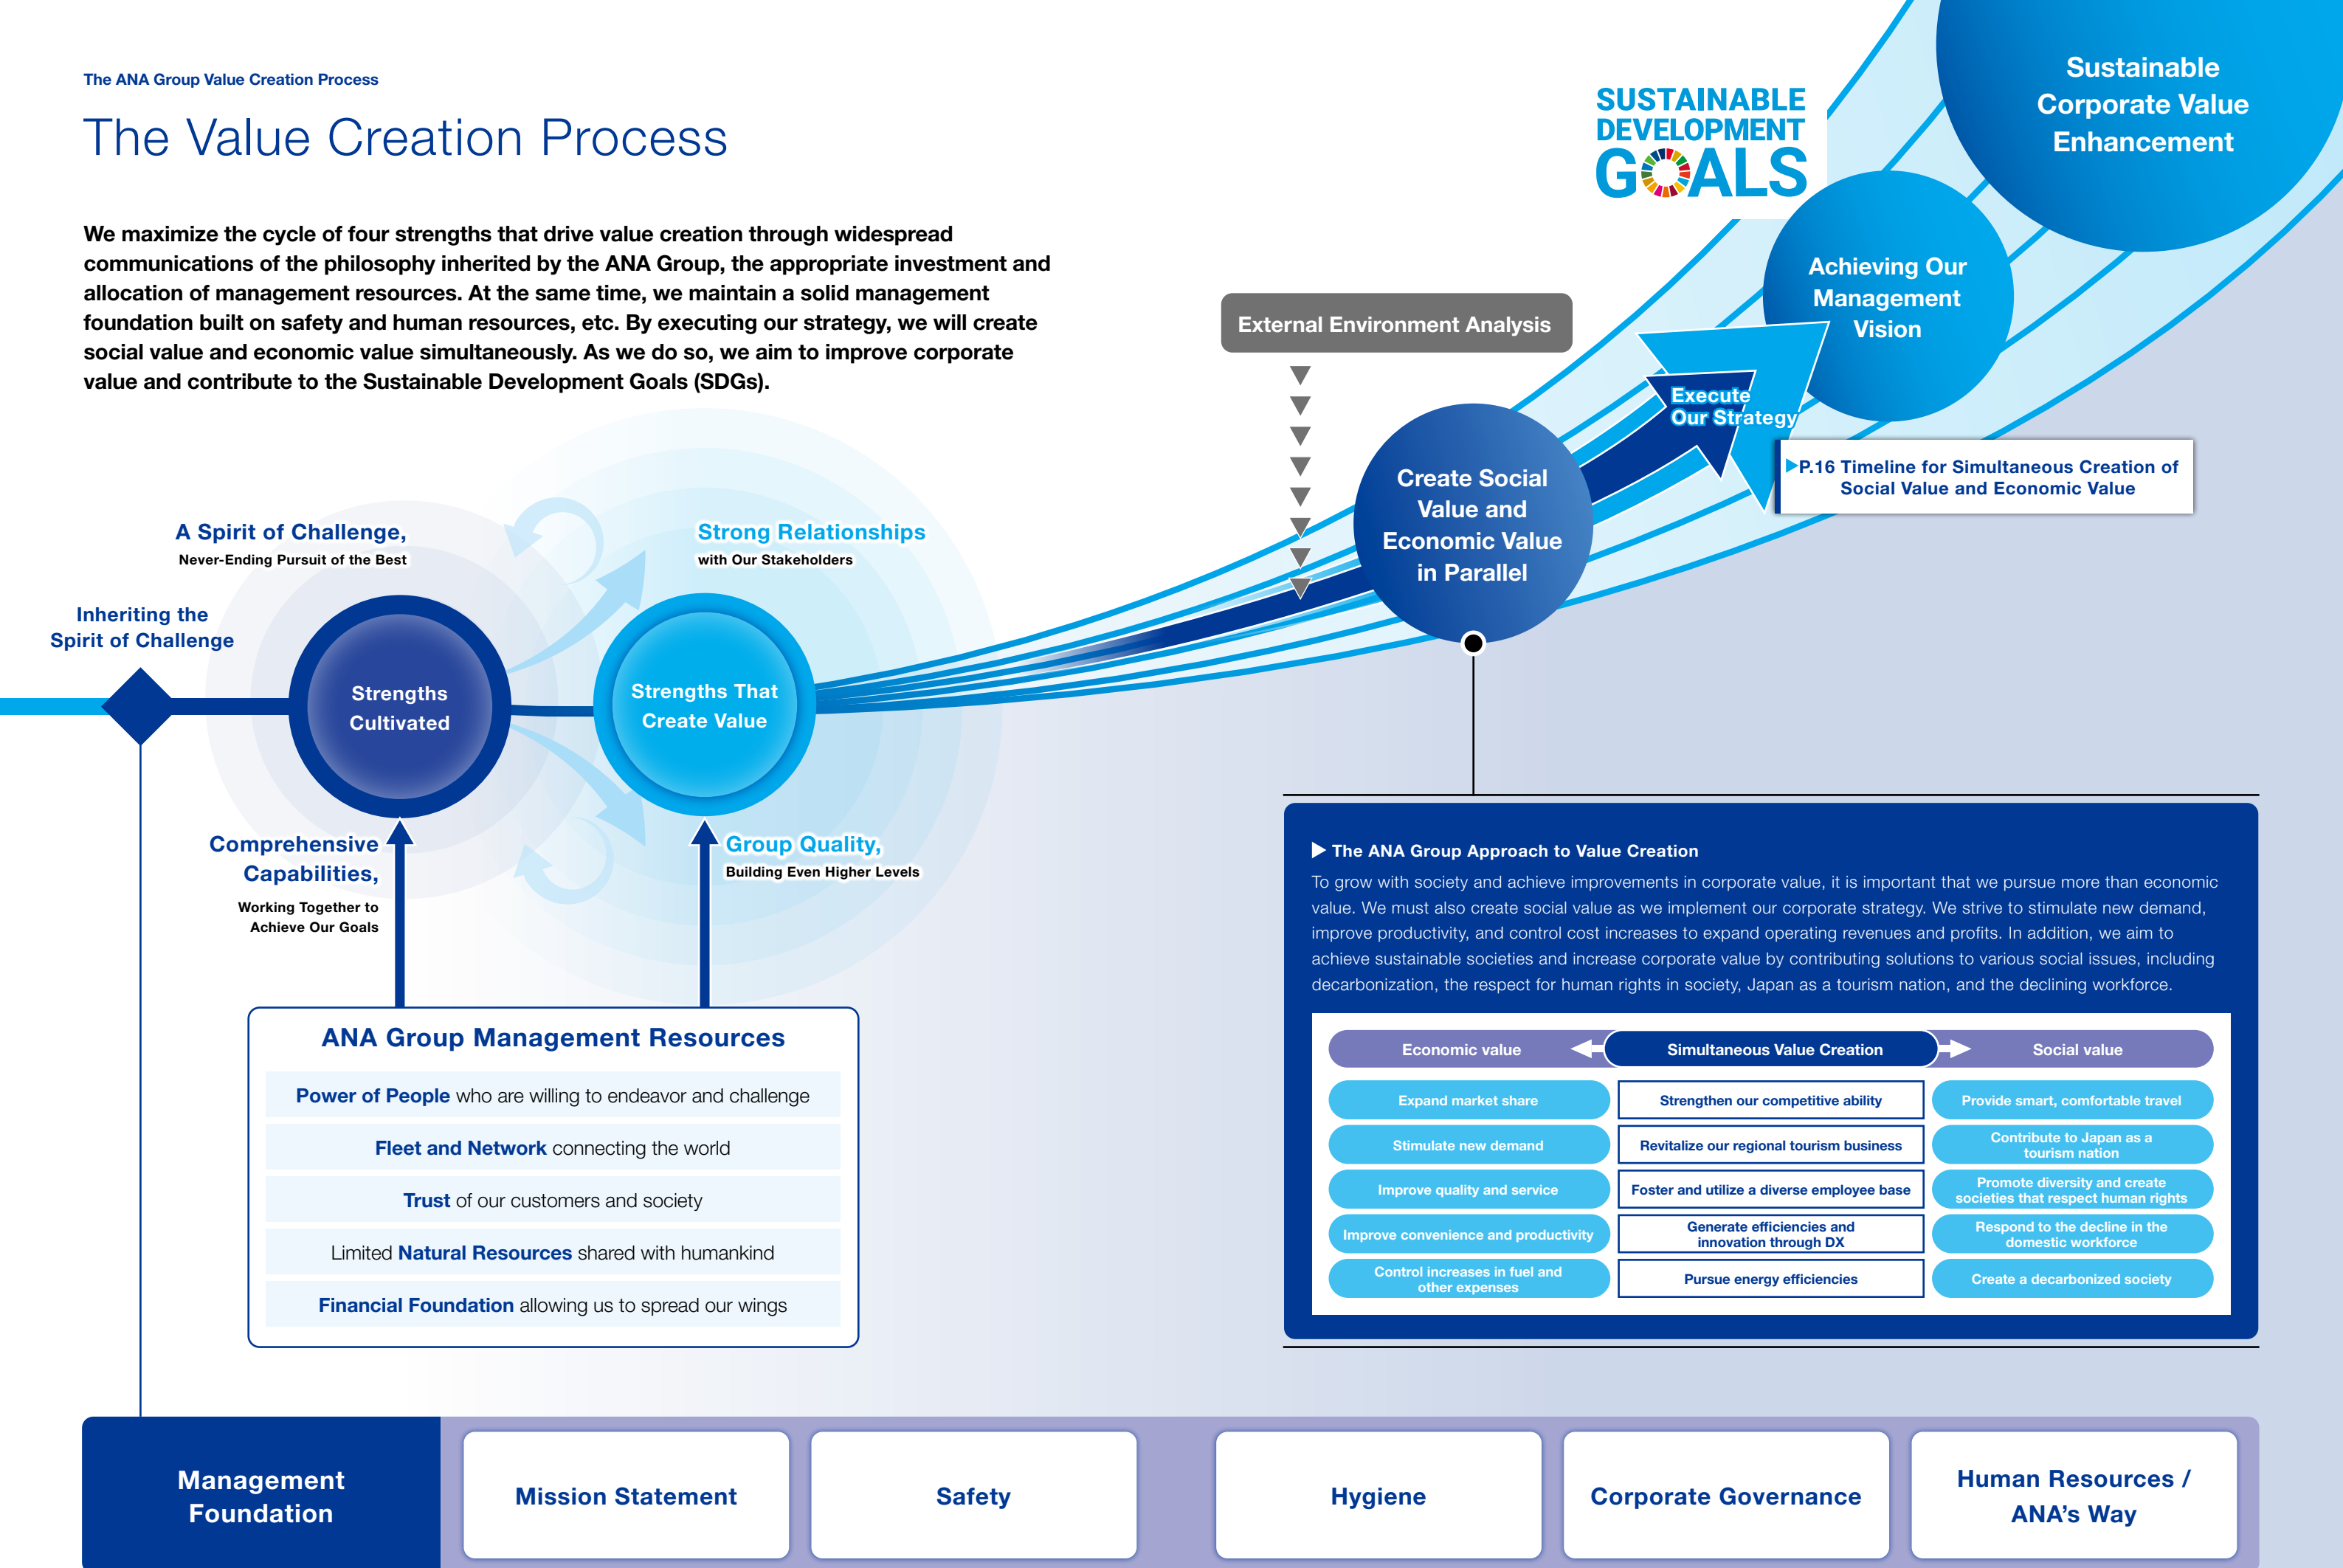 The ANA Group Value Creation Process
The Value Creation Process
We maximize the cycle of four strengths that drive value creation through widespread
communications of the philosophy inherited by the ANA Group, the appropriate investment and
allocation of management resources. At the same time, we maintain a solid management
foundation built on safety and human resources, etc. By executing our strategy, we will create
social value and economic value simultaneously. As we do so, we aim to improve corporate
value and contribute to the Sustainable Development Goals (SDGs).
SUSTAINABLE
DEVELOPMENT
GOALS
Sustainable
Corporate Value
Enhancement
Achieving Our
Management
Vision
External Environment Analysis
Execute
Our Strategy
▶P.16 Timeline for Simultaneous Creation of
Social Value and Economic Value
Create Social
Value and
Economic Value
in Parallel
A Spirit of Challenge,
Never-Ending Pursuit of the Best
Strong Relationships
with Our Stakeholders
Inheriting the
Spirit of Challenge
Strengths
Cultivated
Strengths That
Create Value
Comprehensive
Capabilities,
Working Together to
Achieve Our Goals
Group Quality,
Building Even Higher Levels
ANA Group Management Resources
Power of People who are willing to endeavor and challenge
Fleet and Network connecting the world
Trust of our customers and society
Limited Natural Resources shared with humankind
Financial Foundation allowing us to spread our wings
▶ The ANA Group Approach to Value Creation
To grow with society and achieve improvements in corporate value, it is important that we pursue more than economic
value. We must also create social value as we implement our corporate strategy. We strive to stimulate new demand,
improve productivity, and control cost increases to expand operating revenues and profits. In addition, we aim to
achieve sustainable societies and increase corporate value by contributing solutions to various social issues, including
decarbonization, the respect for human rights in society, Japan as a tourism nation, and the declining workforce.
Economic value
Simultaneous Value Creation
Social value
Expand market share
Strengthen our competitive ability
Provide smart, comfortable travel
Stimulate new demand
Revitalize our regional tourism business
Contribute to Japan as a
tourism nation
Improve quality and service
Foster and utilize a diverse employee base
Promote diversity and create
societies that respect human rights
Improve convenience and productivity
Generate efficiencies and
innovation through DX
Respond to the decline in the
domestic workforce
Control increases in fuel and
other expenses
Pursue energy efficiencies
Create a decarbonized society
Management
Foundation
Mission Statement
Safety
Hygiene
Corporate Governance
Human Resources /
ANA's Way